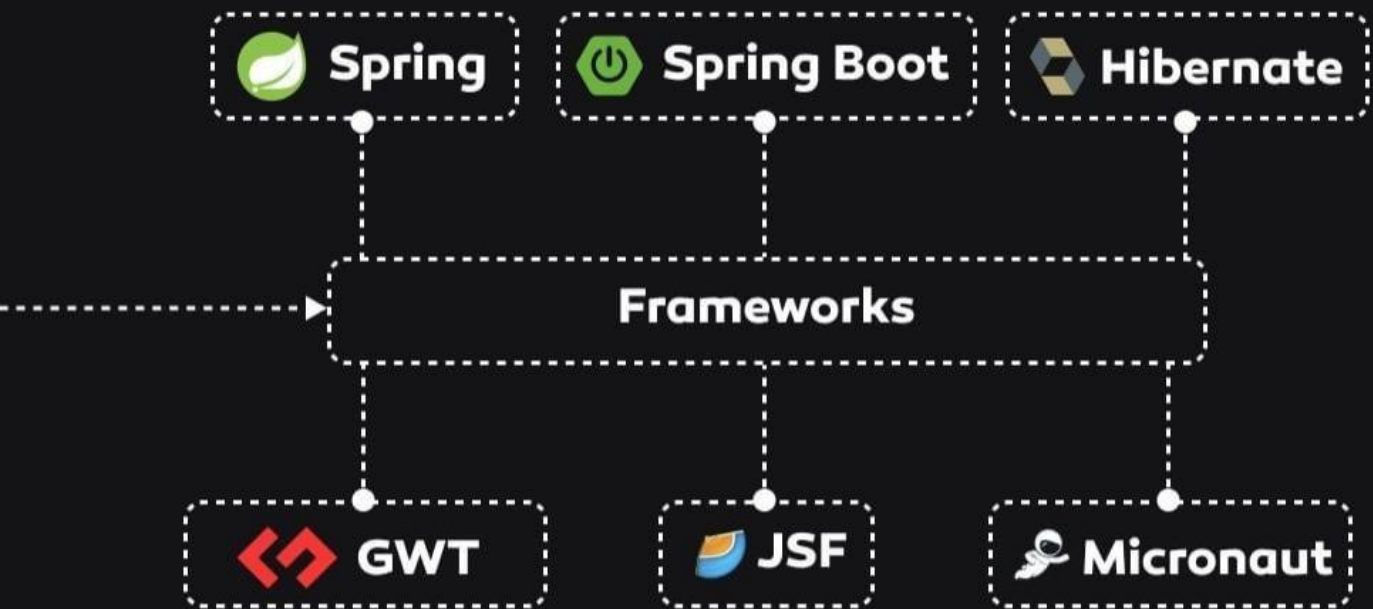 Spring
Spring Boot
Hibernate
Frameworks
GWT
JSF
Micronaut